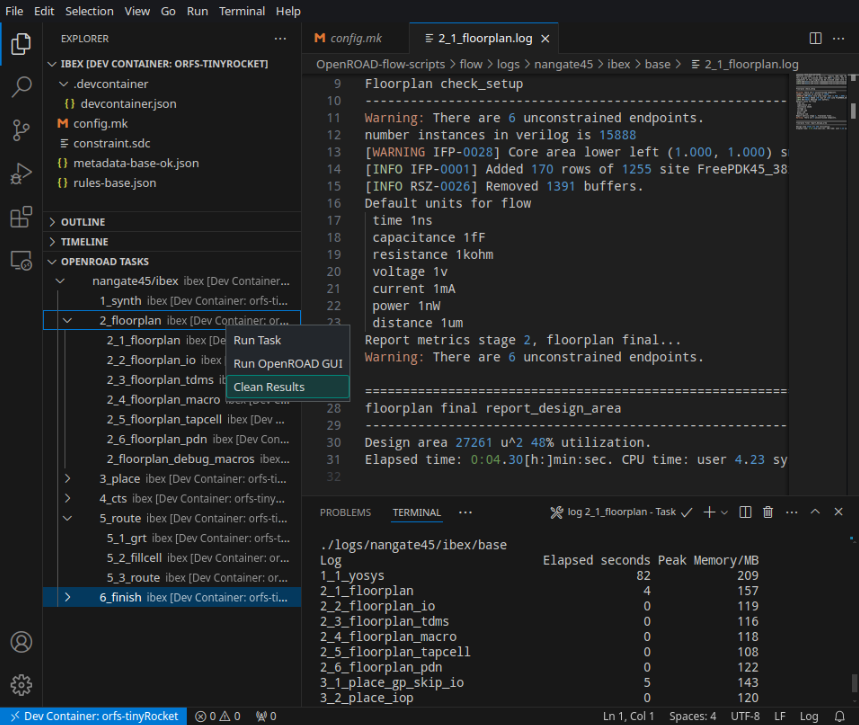 File Edit Selection View Go Run Terminal Help
EXPLORER ···
IBEX [DEV CONTAINER: ORFS-TINYROCKET]
.devcontainer
{} devcontainer.json
M config.mk
constraint.sdc
{} metadata-base-ok.json
{} rules-base.json
OUTLINE
TIMELINE
OPENROAD TASKS
nangate45/ibex ibex [Dev Container...
1_synth ibex [Dev Container: orfs-ti...
2_floorplan ibex [Dev Container: or...
2_1_floorplan ibex [De
2_2_floorplan_io ibex
2_3_floorplan_tdms
2_4_floorplan_macro
2_5_floorplan_tapcell ibex [Dev ...
2_6_floorplan_pdn ibex [Dev Con...
2_floorplan_debug_macros ibex...
3_place ibex [Dev Container: orfs-ti...
4_cts ibex [Dev Container: orfs-tiny...
5_route ibex [Dev Container: orfs-ti...
5_1_grt ibex [Dev Container: orfs-t...
5_2_fillcell ibex [Dev Container: o...
5_3_route ibex [Dev Container: or...
6_finish ibex [Dev Container: orfs-ti...
Run Task
Run OpenROAD GUI
Clean Results
M config.mk 2_1_floorplan.log ×
OpenROAD-flow-scripts > flow > logs > nangate45 > ibex > base > 2_1_floorplan.log
9 Floorplan check_setup
10 --------------------------------------------------------------------------
11 Warning: There are 6 unconstrained endpoints.
12 number instances in verilog is 15888
13 [WARNING IFP-0028] Core area lower left (1.000, 1.000) s
14 [INFO IFP-0001] Added 170 rows of 1255 site FreePDK45_38
15 [INFO RSZ-0026] Removed 1391 buffers.
16 Default units for flow
17 time 1ns
18 capacitance 1fF
19 resistance 1kohm
20 voltage 1v
21 current 1mA
22 power 1nW
23 distance 1um
Report metrics stage 2, floorplan final...
Warning: There are 6 unconstrained endpoints.
==========================================================================
28 floorplan final report_design_area
29 --------------------------------------------------------------------------
30 Design area 27261 u^2 48% utilization.
31 Elapsed time: 0:04.30[h:]min:sec. CPU time: user 4.23 sy
32
PROBLEMS TERMINAL ··· log 2_1_floorplan - Task
./logs/nangate45/ibex/base
Log Elapsed seconds Peak Memory/MB
1_1_yosys 82 209
2_1_floorplan 4 157
2_2_floorplan_io 0 119
2_3_floorplan_tdms 0 116
2_4_floorplan_macro 0 118
2_5_floorplan_tapcell 0 108
2_6_floorplan_pdn 0 122
3_1_place_gp_skip_io 5 143
3_2_place_iop 0 120
Dev Container: orfs-tinyRocket 0 0 0 Ln 1, Col 1 Spaces: 4 UTF-8 LF Log